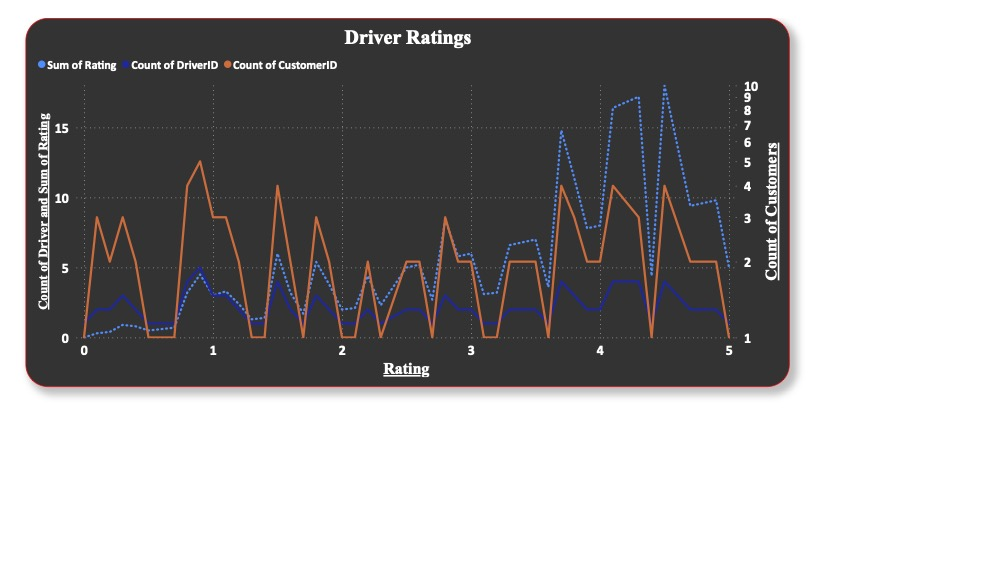 Driver Ratings
Sum of Rating Count of DriverID Count of CustomerID
Count of Driver and Sum of Rating
15
10
5
0
0 1 2 3 4 5
Rating
10
9
8
7
6
5
4
3
2
1
Count of Customers